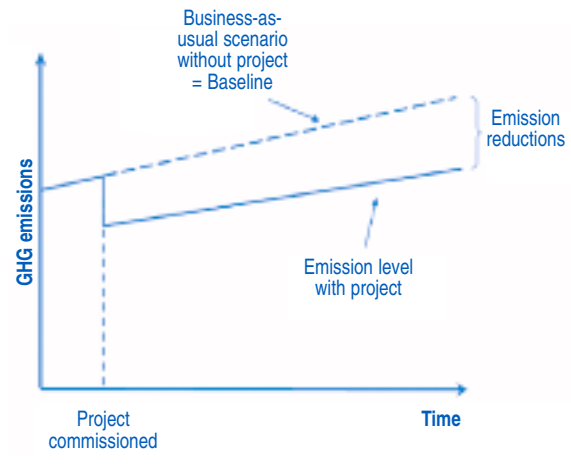 Business-as-
usual scenario
without project
= Baseline
Emission
reductions
GHG emissions
Emission level
with project
Project
commissioned
Time